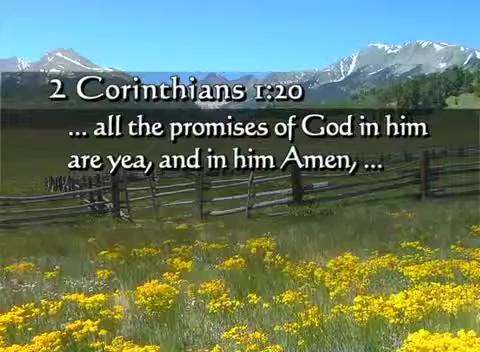 2 Corinthians 1:20
... all the promises of God in him
are yea, and in him Amen, ...